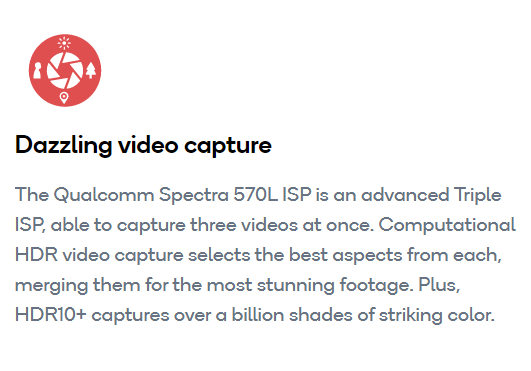 Dazzling video capture
The Qualcomm Spectra 570L ISP is an advanced Triple
ISP, able to capture three videos at once. Computational
HDR video capture selects the best aspects from each,
merging them for the most stunning footage. Plus,
HDR10+ captures over a billion shades of striking color.